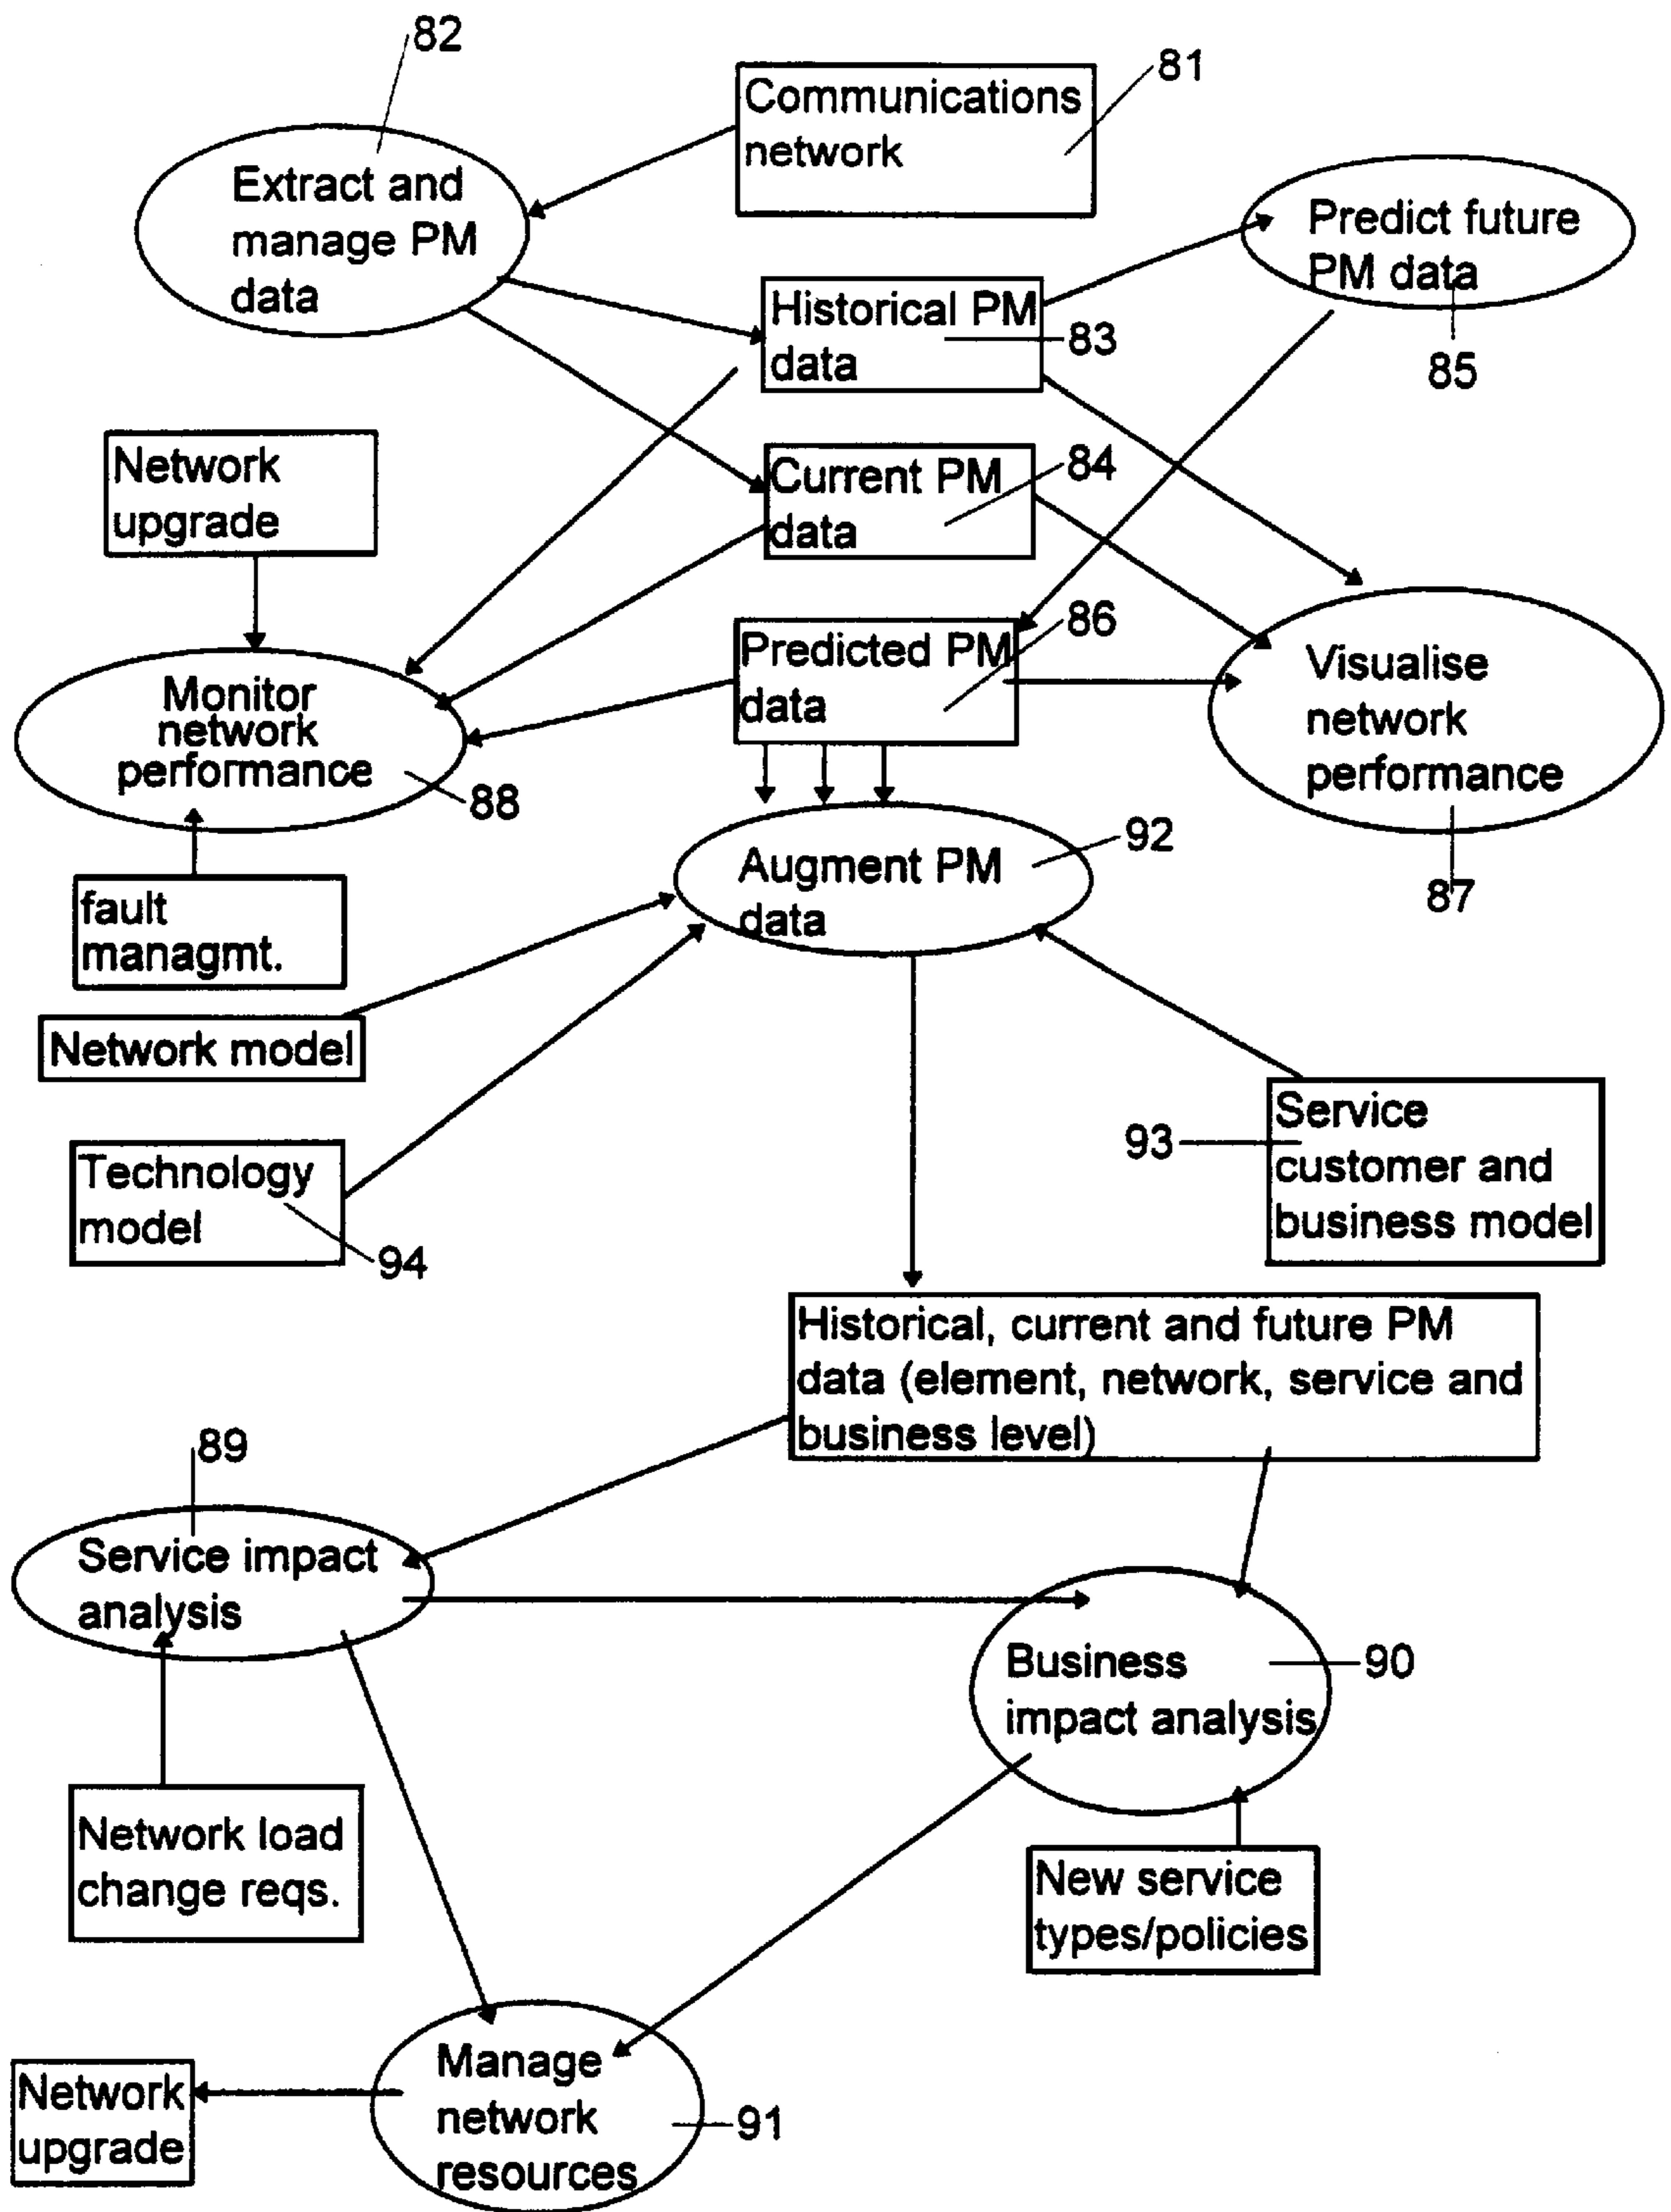 82
Communications
network
81
Extract and
manage PM
data
Predict future
PM data
85
Historical PM
data
83
Network
upgrade
Current PM
data
84
Predicted PM
data
86
Monitor
network
performance
88
Visualise
network
performance
87
fault
managmt.
Augment PM
data
92
Network model
Technology
model
94
93
Service
customer and
business model
Historical, current and future PM
data (element, network, service and
business level)
89
Service impact
analysis
Business
impact analysis
90
Network load
change reqs.
New service
types/policies
Manage
network
resources
91
Network
upgrade